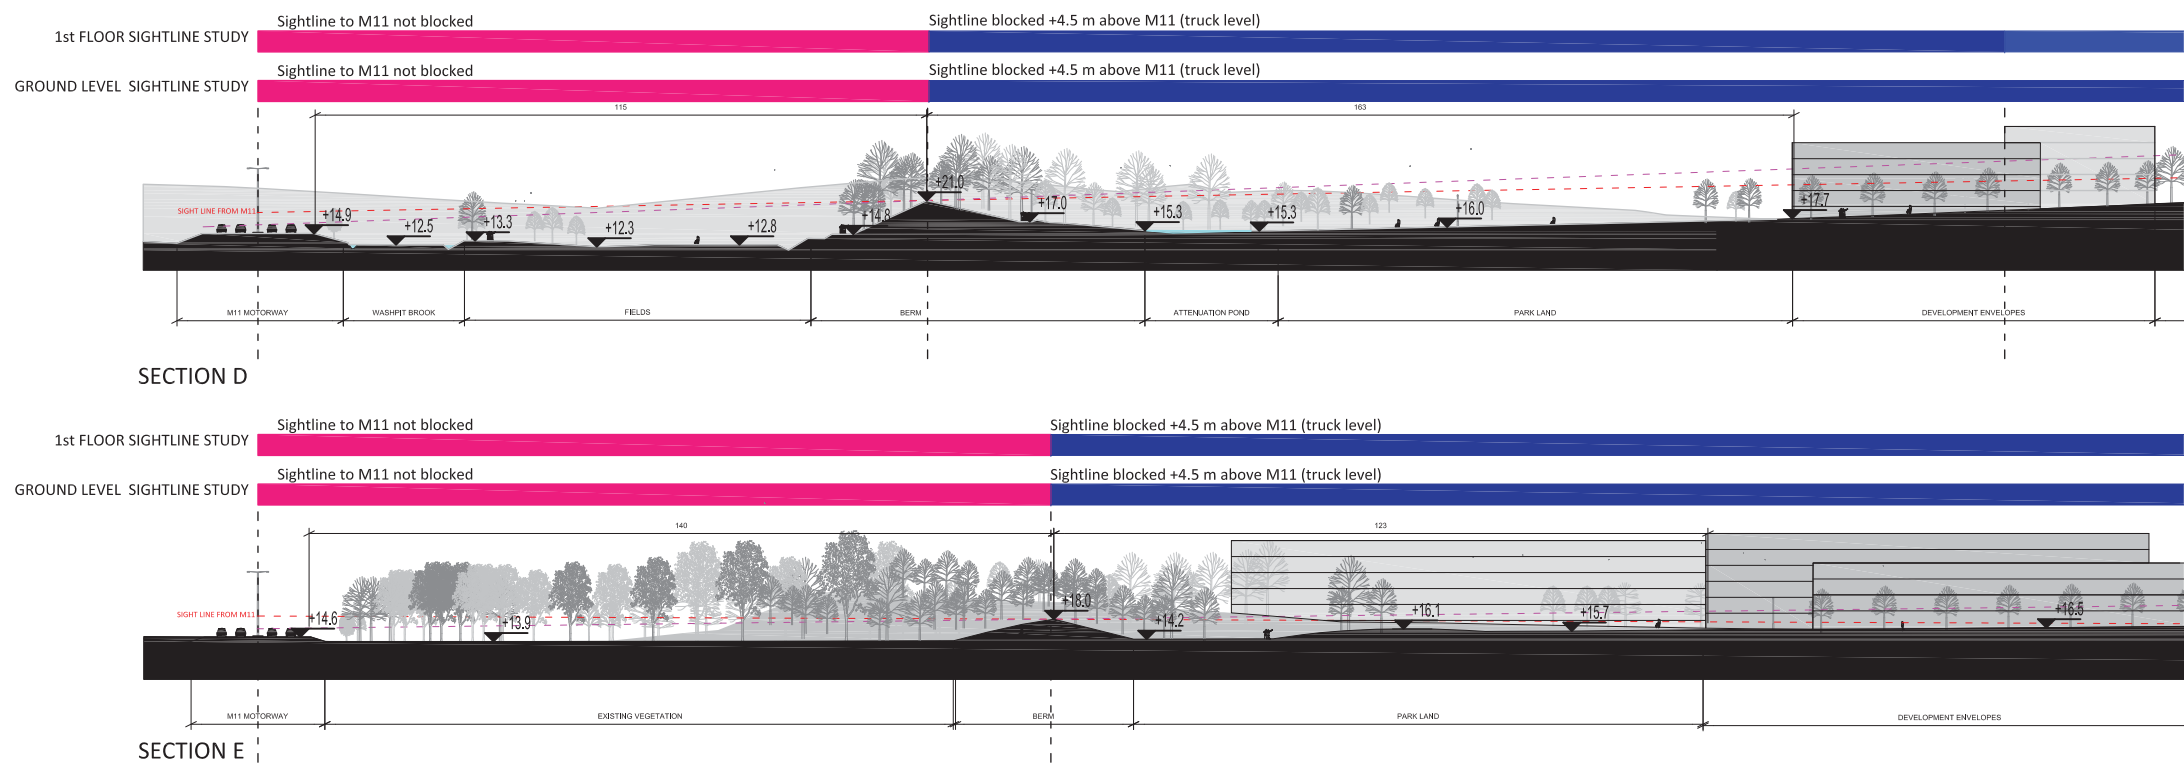 Sightline to M11 not blocked
Sightline blocked +4.5 m above M11 (truck level)
1st FLOOR SIGHTLINE STUDY
Sightline to M11 not blocked
Sightline blocked +4.5 m above M11 (truck level)
GROUND LEVEL SIGHTLINE STUDY
115
163
SIGHT LINE FROM M11
+14.9
+12.5
+13.3
+12.3
+12.8
+14.8
+21.0
+17.0
+15.3
+15.3
+16.0
+17.7
M11 MOTORWAY
WASHPIT BROOK
FIELDS
BERM
ATTENUATION POND
PARK LAND
DEVELOPMENT ENVELOPES
SECTION D
Sightline to M11 not blocked
Sightline blocked +4.5 m above M11 (truck level)
1st FLOOR SIGHTLINE STUDY
Sightline to M11 not blocked
Sightline blocked +4.5 m above M11 (truck level)
GROUND LEVEL SIGHTLINE STUDY
140
123
SIGHT LINE FROM M11
+14.6
+13.9
+18.0
+14.2
+16.1
+15.7
+16.5
M11 MOTORWAY
EXISTING VEGETATION
BERM
PARK LAND
DEVELOPMENT ENVELOPES
SECTION E